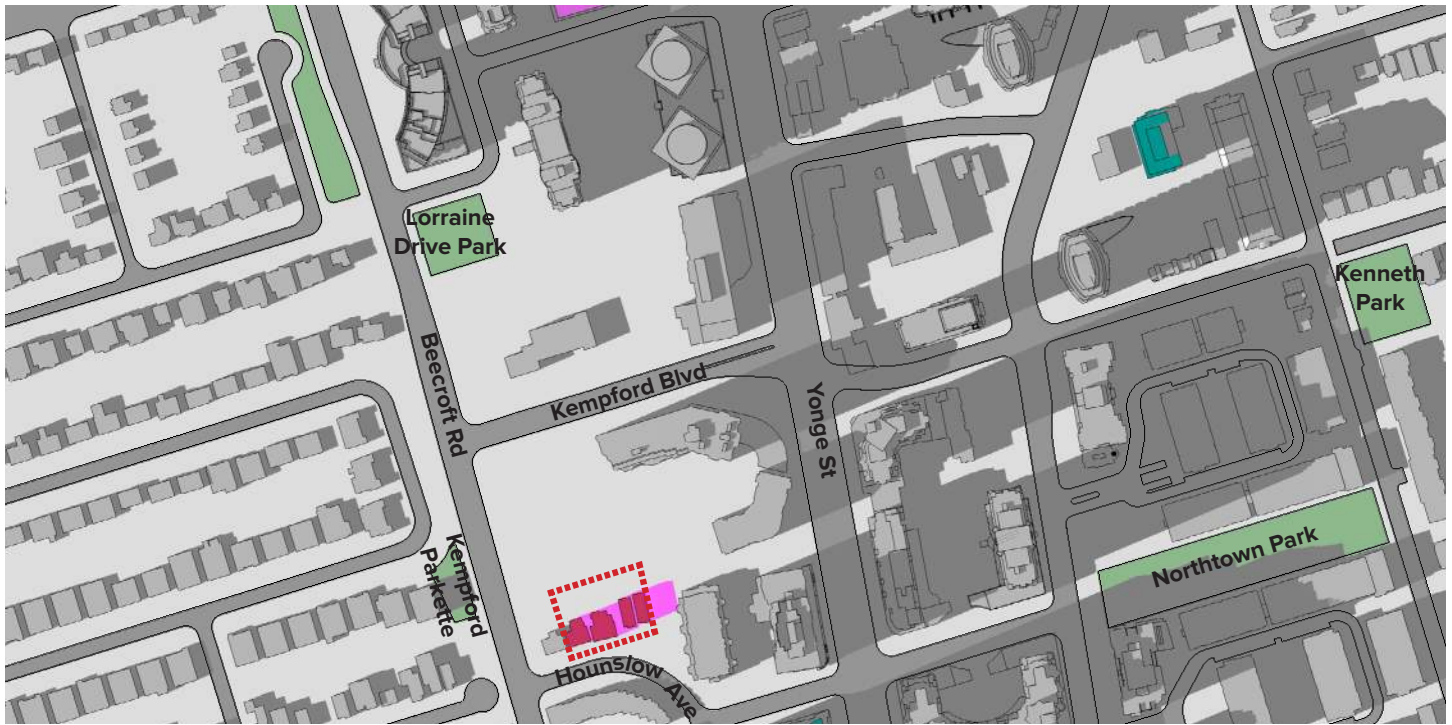 Lorraine
Drive Park
Kenneth
Park
Beecroft Rd
Kempford Blvd
Yonge St
Kempford
Parkette
Northtown Park
Hounslow Ave